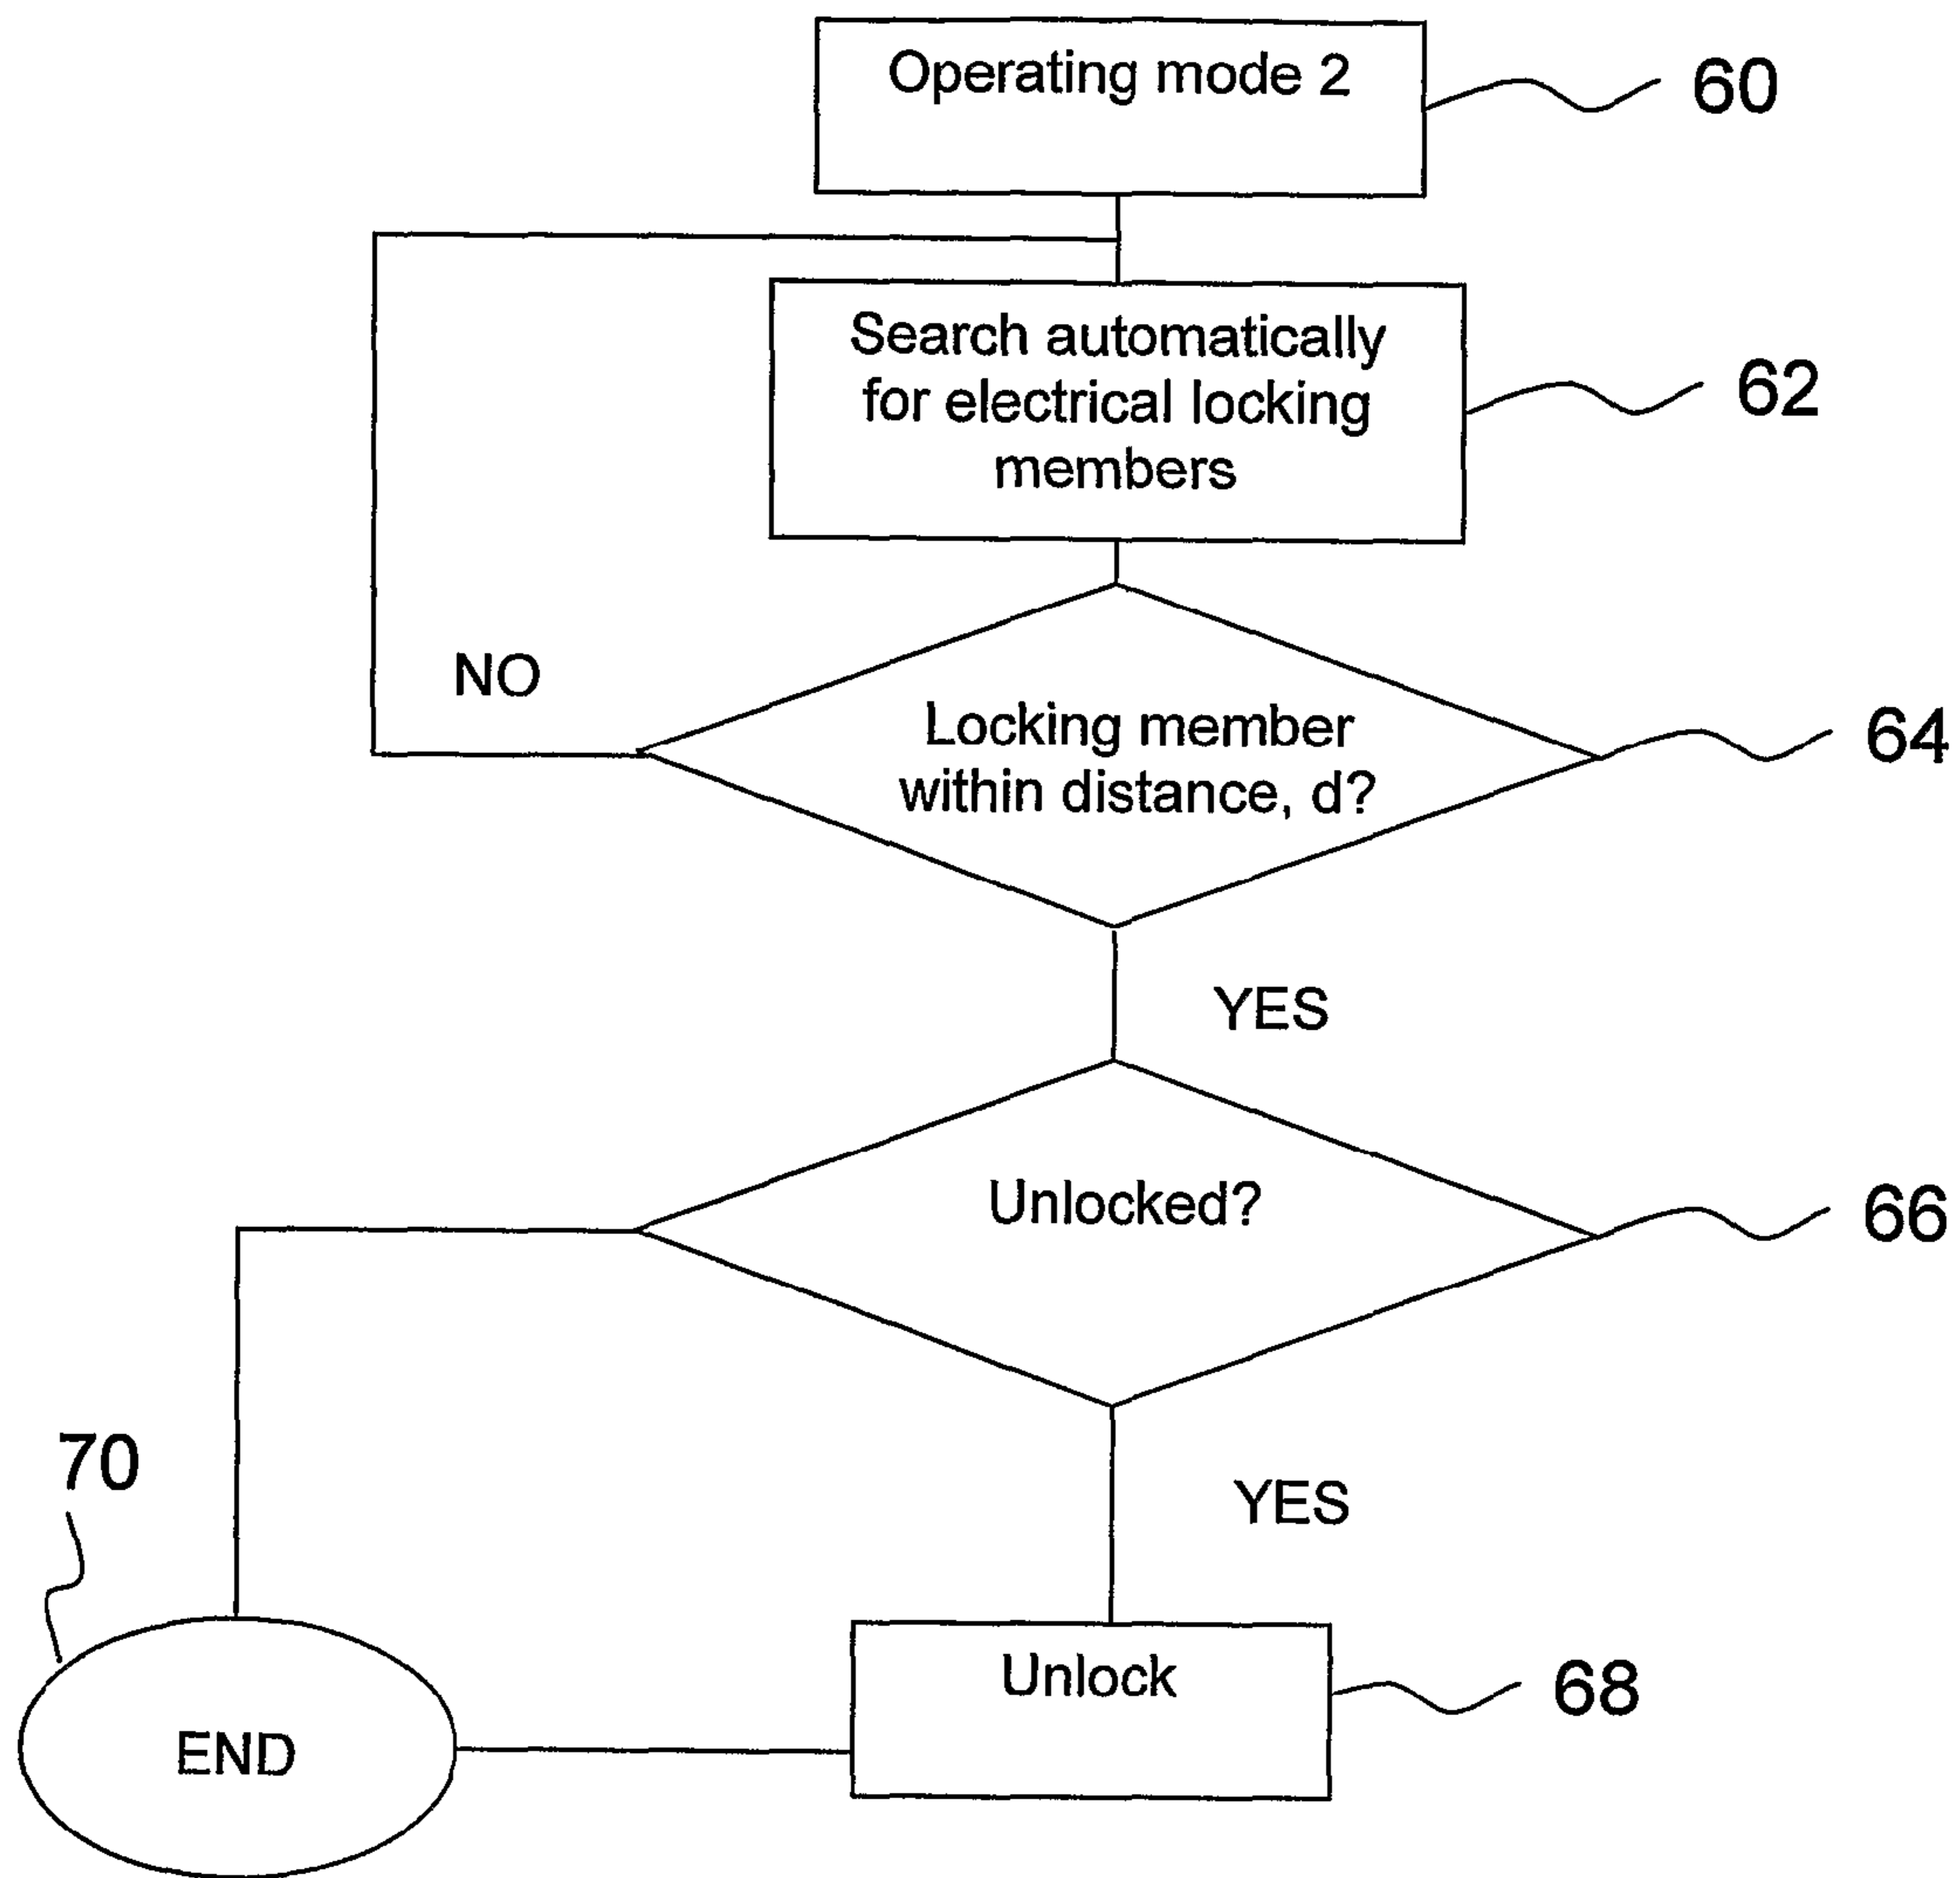 Operating mode 2
60
Search automatically
for electrical locking
members
62
NO
Locking member
within distance, d?
64
YES
Unlocked?
66
70
YES
Unlock
68
END